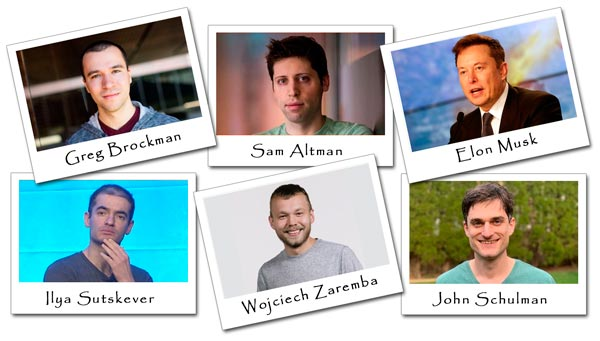 Greg Brockman
Sam Altman
Elon Musk
Ilya Sutskever
Wojciech Zaremba
John Schulman